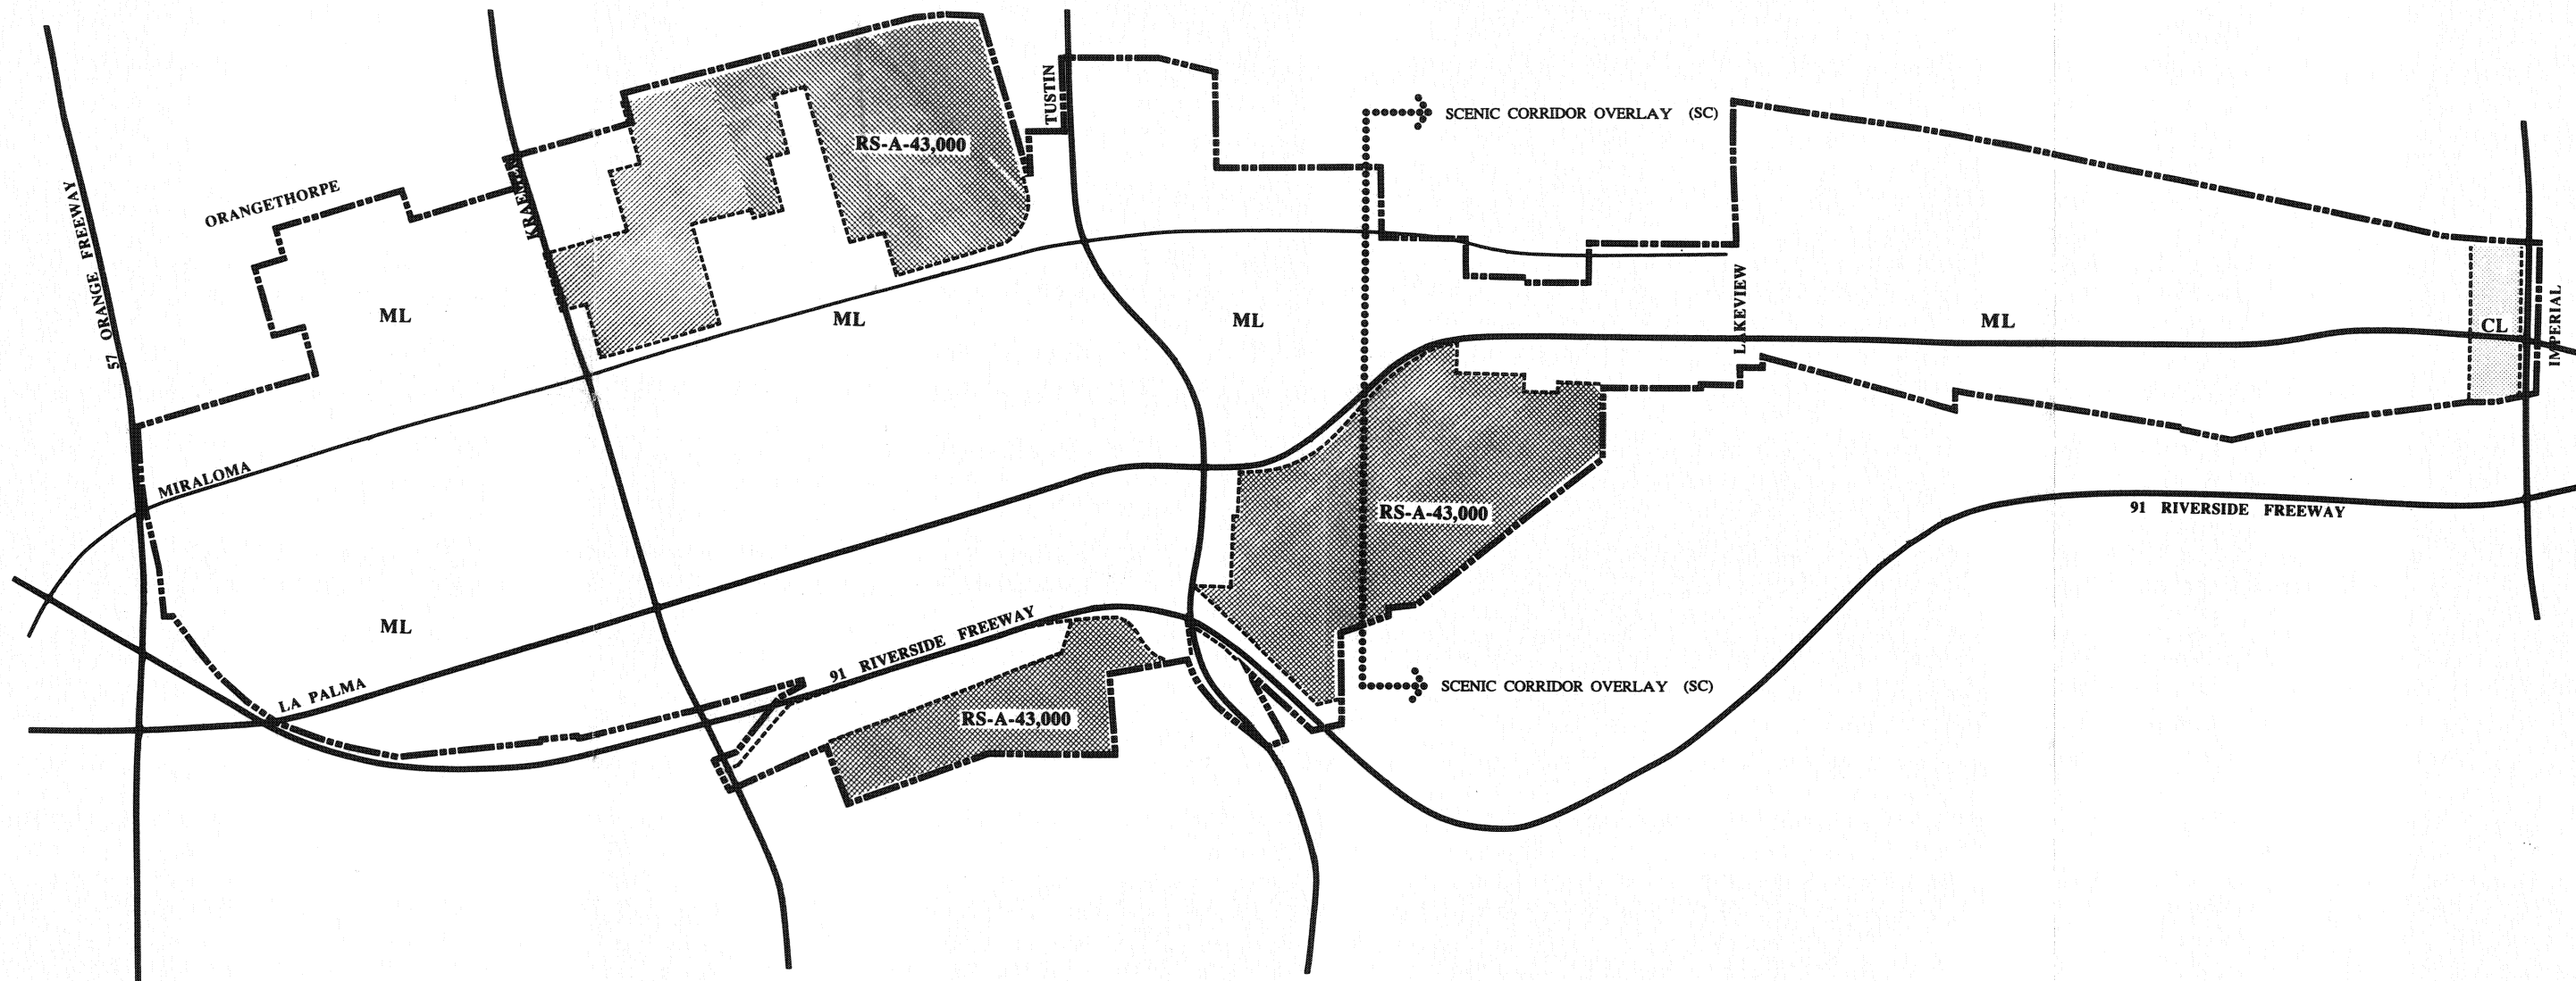 TUSTIN
SCENIC CORRIDOR OVERLAY (SC)
RS-A-43,000
KRAEMER
57 ORANGE FREEWAY
ORANGETHORPE
ML
ML
ML
LAKEVIEW
ML
CL
IMPERIAL
MIRALOMA
RS-A-43,000
91 RIVERSIDE FREEWAY
ML
91 RIVERSIDE FREEWAY
LA PALMA
SCENIC CORRIDOR OVERLAY (SC)
RS-A-43,000